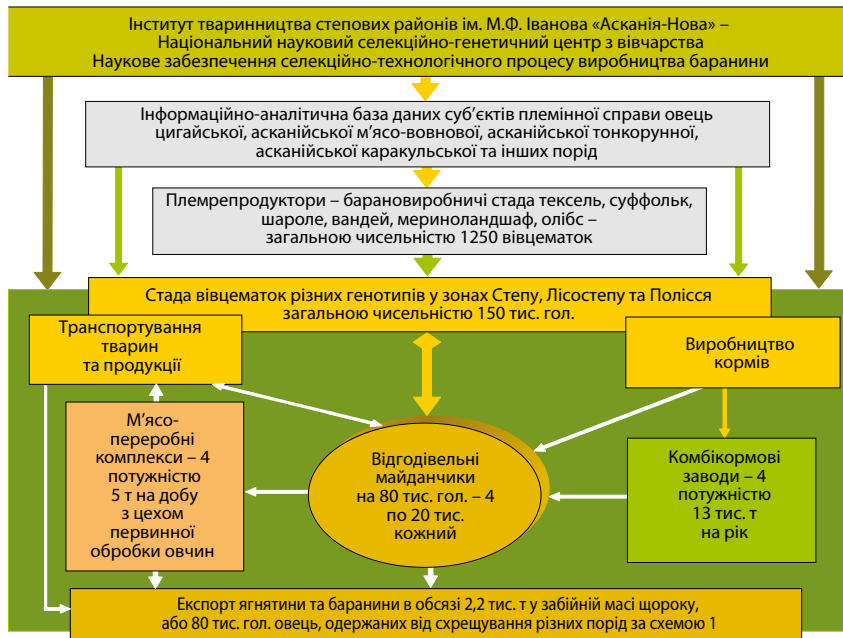 Інститут тваринництва степових районів ім. М.Ф. Іванова «Асканія-Нова» –
Національний науковий селекційно-генетичний центр з вівчарства
Наукове забезпечення селекційно-технологічного процесу виробництва баранини
Інформаційно-аналітична база даних суб’єктів племінної справи овець
цигайської, асканійської м’ясо-вовнової, асканійської тонкорунної,
асканійської каракульської та інших порід
Племрепродуктори – барановиробничі стада тексель, суффольк,
шароле, вандей, мериноландшаф, олібс –
загальною чисельністю 1250 вівцематок
Стада вівцематок різних генотипів у зонах Степу, Лісостепу та Полісся
загальною чисельністю 150 тис. гол.
Транспортування
тварин
та продукції
Виробництво
кормів
М’ясо-
переробні
комплекси – 4
потужністю
5 т на добу
з цехом
первинної
обробки овчин
Відгодівельні
майданчики
на 80 тис. гол. – 4
по 20 тис.
кожний
Комбікормові
заводи – 4
потужністю
13 тис. т
на рік
Експорт ягнятини та баранини в обсязі 2,2 тис. т у забійній масі щороку,
або 80 тис. гол. овець, одержаних від схрещування різних порід за схемою 1